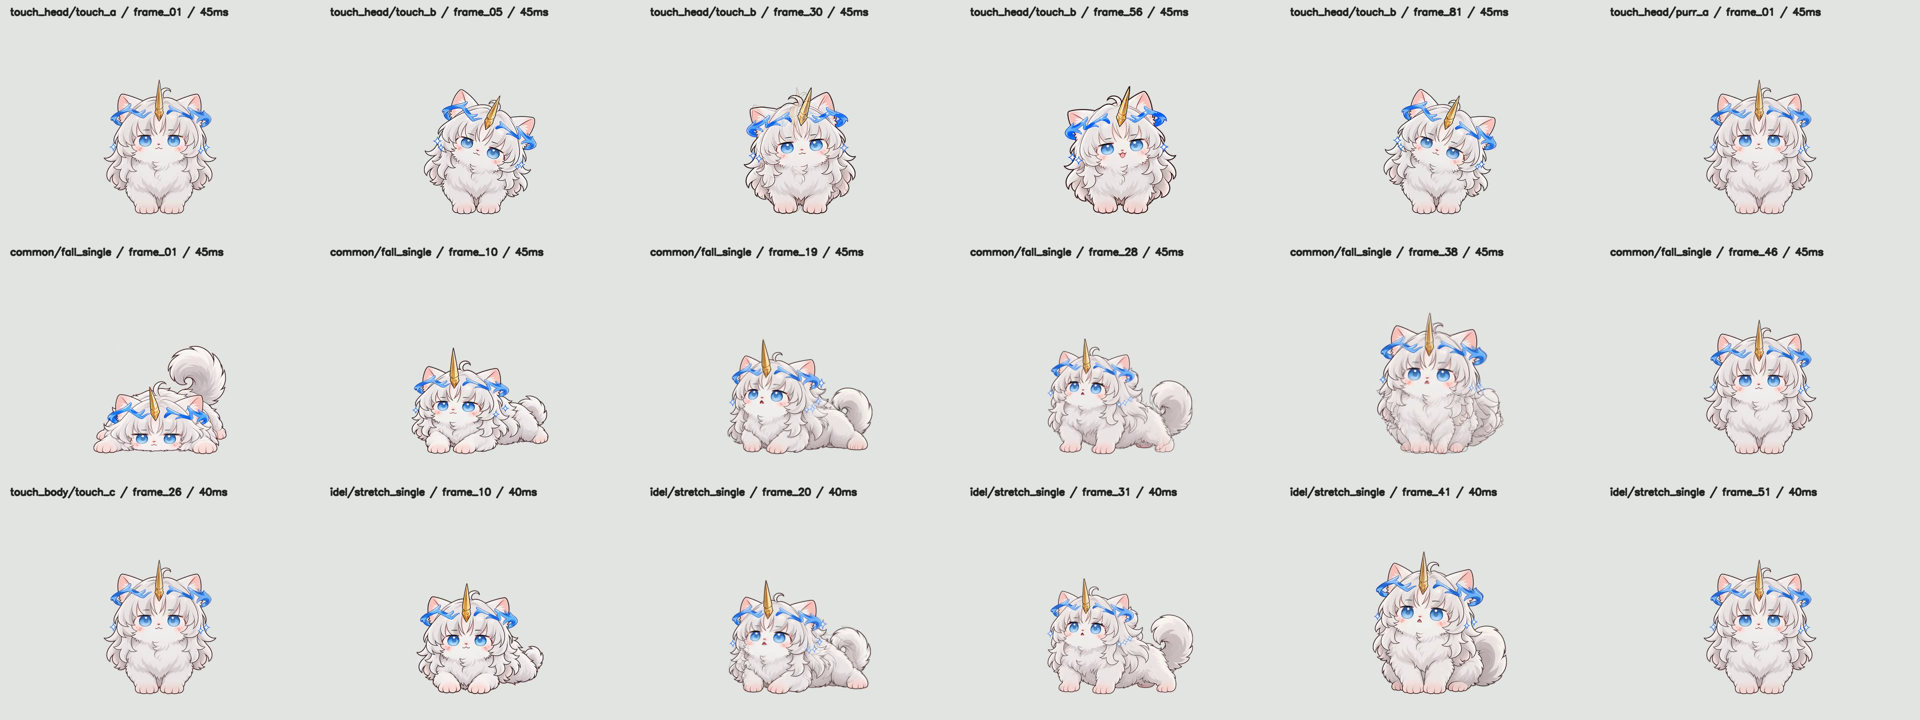 touch_head/touch_a / frame_01 / 45ms
touch_head/touch_b / frame_05 / 45ms
touch_head/touch_b / frame_30 / 45ms
touch_head/touch_b / frame_56 / 45ms
touch_head/touch_b / frame_81 / 45ms
touch_head/purr_a / frame_01 / 45ms
common/fall_single / frame_01 / 45ms
common/fall_single / frame_10 / 45ms
common/fall_single / frame_19 / 45ms
common/fall_single / frame_28 / 45ms
common/fall_single / frame_38 / 45ms
common/fall_single / frame_46 / 45ms
touch_body/touch_c / frame_26 / 40ms
idel/stretch_single / frame_10 / 40ms
idel/stretch_single / frame_20 / 40ms
idel/stretch_single / frame_31 / 40ms
idel/stretch_single / frame_41 / 40ms
idel/stretch_single / frame_51 / 40ms